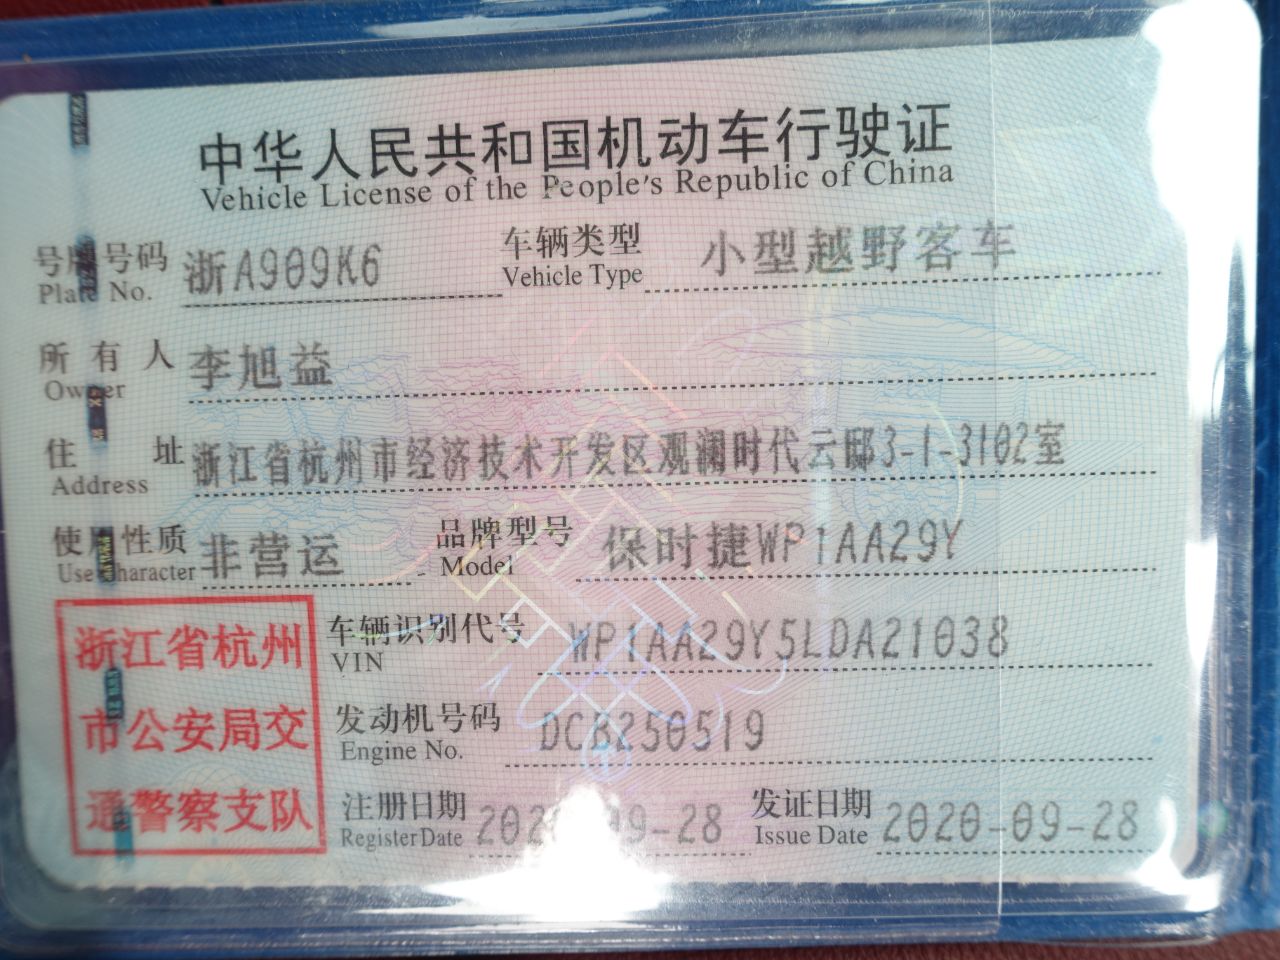 中华人民共和国机动车行驶证
Vehicle License of the People's Republic of China
号牌号码 浙A909K6 车辆类型 小型越野客车
Plate No. Vehicle Type
所有人 李旭益
Owner
住址 浙江省杭州市经济技术开发区观澜时代云邸3-1-3102室
Address
使用性质 非营运 品牌型号 保时捷WP1AA29Y
Use Character Model
车辆识别代号 WP1AA29Y5LDA21038
VIN
发动机号码 DCB250519
Engine No.
注册日期 2020-09-28 发证日期 2020-09-28
Register Date Issue Date
浙江省杭州
市公安局交
通警察支队